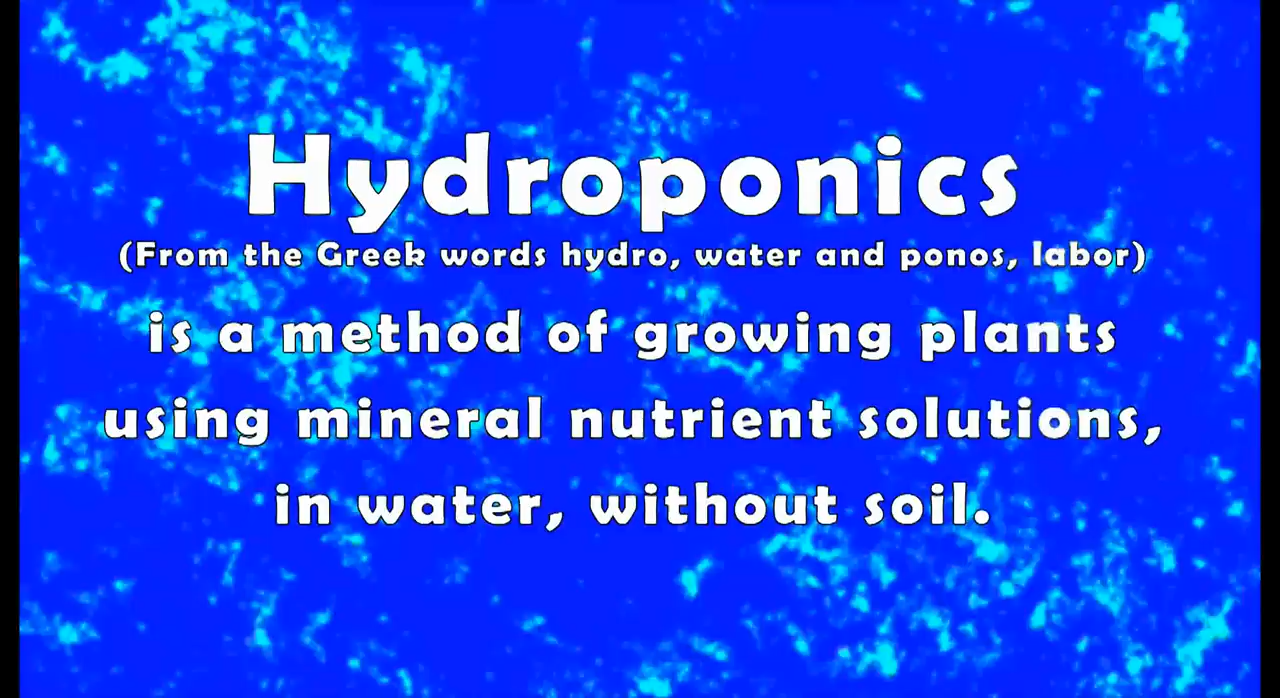 Hydroponics
(From the Greek words hydro, water and ponos, labor)
is a method of growing plants
using mineral nutrient solutions,
in water, without soil.